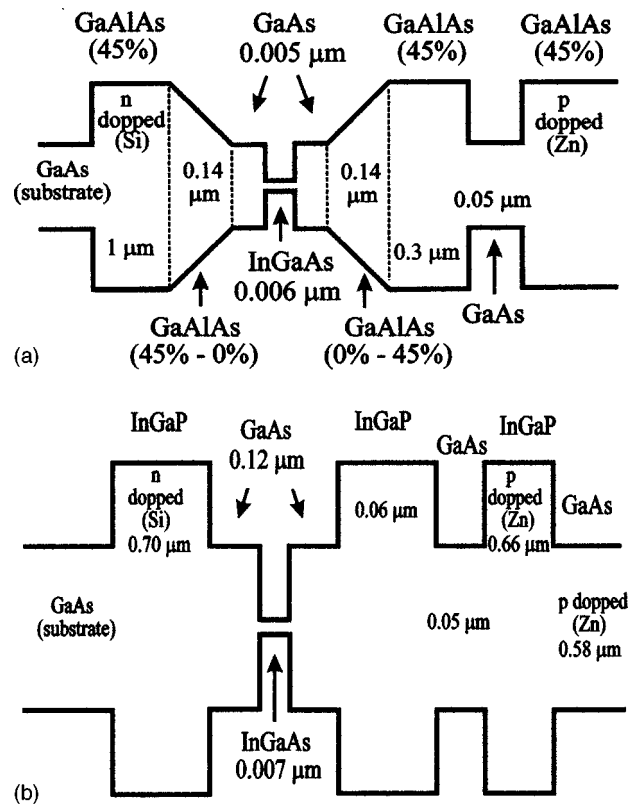 GaAlAs
(45%)
GaAs
0.005 µm
GaAlAs
(45%)
GaAlAs
(45%)
n
dopped
(Si)
p
dopped
(Zn)
GaAs
(substrate)
0.14
µm
0.14
µm
0.05 µm
1 µm
InGaAs
0.006 µm
0.3 µm
GaAs
GaAlAs
(45% - 0%)
GaAlAs
(0% - 45%)
(a)
InGaP
GaAs
0.12 µm
InGaP
GaAs
InGaP
n
dopped
(Si)
0.70 µm
0.06 µm
p
dopped
(Zn)
0.66 µm
GaAs
GaAs
(substrate)
0.05 µm
p dopped
(Zn)
0.58 µm
InGaAs
0.007 µm
(b)